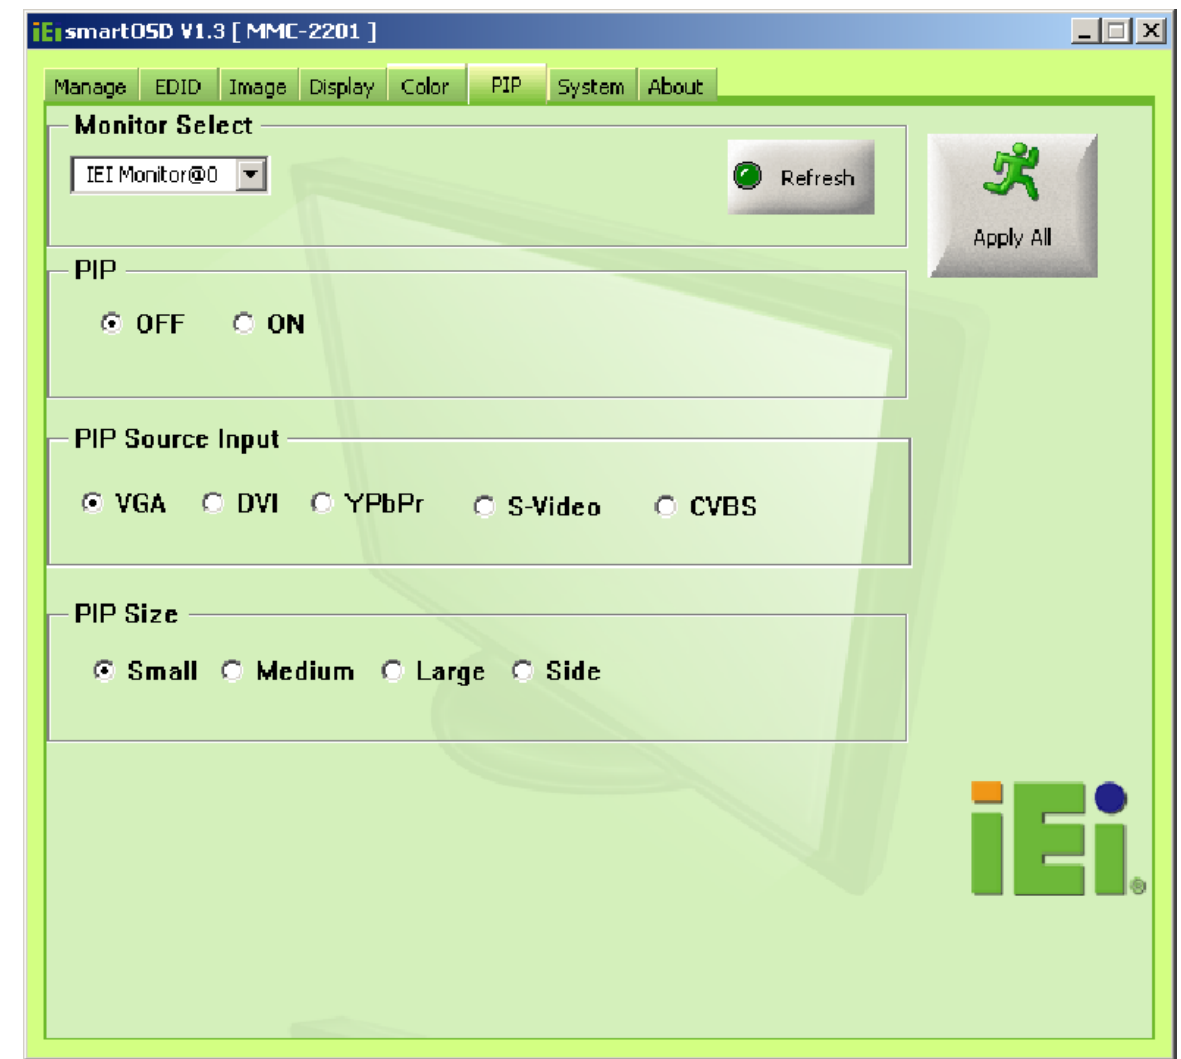 iEi smartOSD V1.3 [ MMC-2201 ]
Manage EDID Image Display Color PIP System About
Monitor Select
IEI Monitor@0
Refresh
Apply All
PIP
OFF ON
PIP Source Input
VGA DVI YPbPr S-Video CVBS
PIP Size
Small Medium Large Side
iEi®